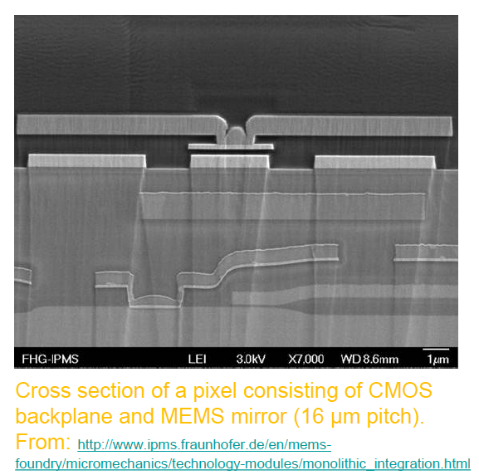 FHG-IPMS LEI 3.0kV X7,000 WD 8.6mm 1μm
Cross section of a pixel consisting of CMOS
backplane and MEMS mirror (16 μm pitch).
From: http://www.ipms.fraunhofer.de/en/mems-
foundry/micromechanics/technology-modules/monolithic_integration.html